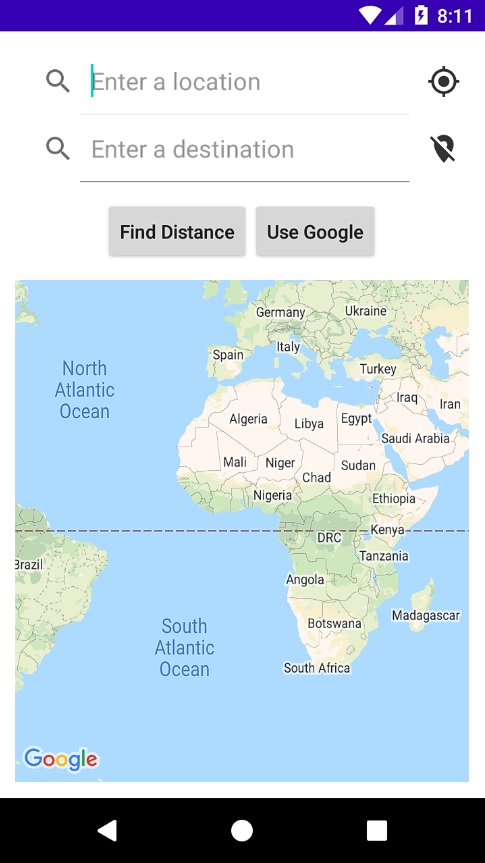 8:11
Enter a location
Enter a destination
Find Distance
Use Google
Germany
Ukraine
Italy
Spain
Turkey
North
Atlantic
Ocean
Iraq
Iran
Algeria
Libya
Egypt
Saudi Arabia
Mali
Niger
Chad
Sudan
Nigeria
Ethiopia
DRC
Kenya
Brazil
Tanzania
Angola
Madagascar
Botswana
South
Atlantic
Ocean
South Africa
Google